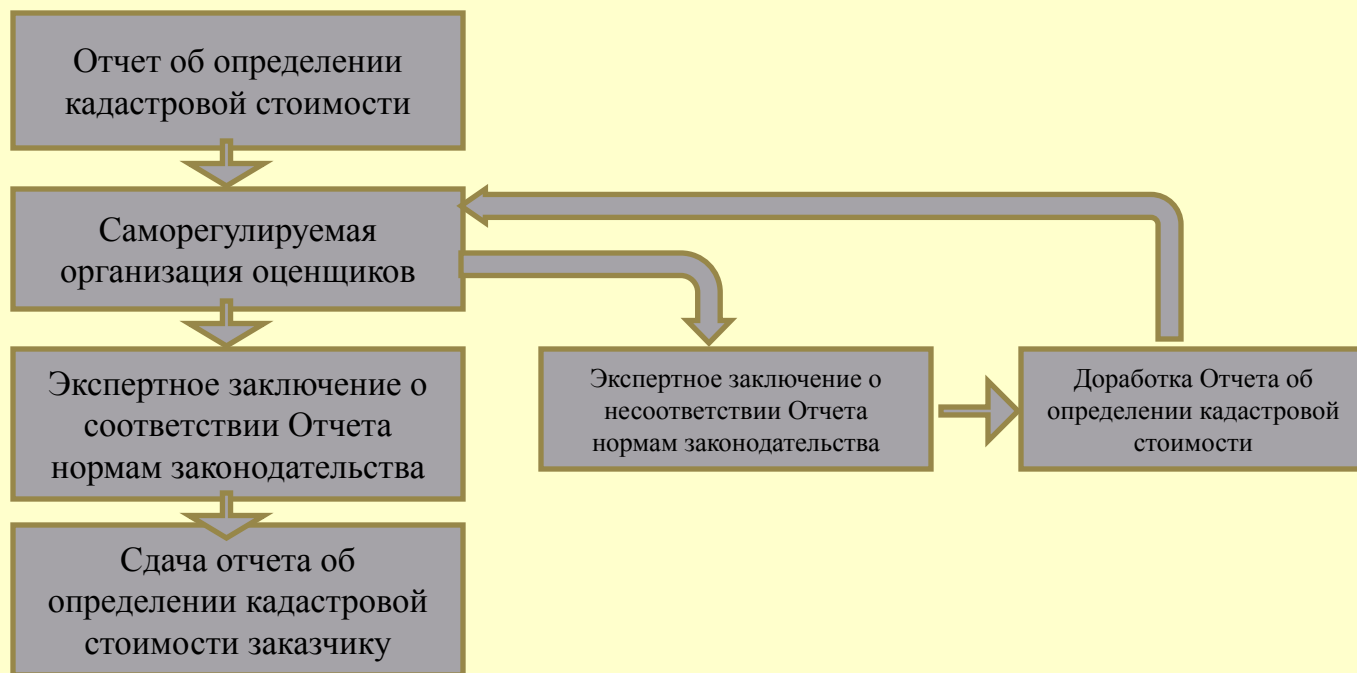 Отчет об определении
кадастровой стоимости
Саморегулируемая
организация оценщиков
Экспертное заключение о
соответствии Отчета
нормам законодательства
Экспертное заключение о
несоответствии Отчета
нормам законодательства
Доработка Отчета об
определении кадастровой
стоимости
Сдача отчета об
определении кадастровой
стоимости заказчику